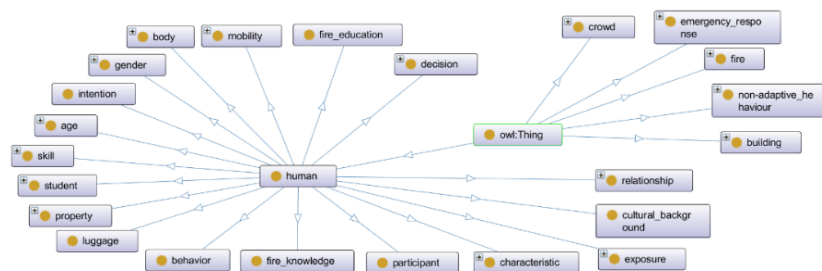 crowd
emergency_respo
nse
body
mobility
fire_education
fire
gender
decision
intention
non-adaptive_be
haviour
age
owl:Thing
building
skill
human
student
relationship
property
cultural_backgr
ound
luggage
behavior
fire_knowledge
participant
characteristic
exposure